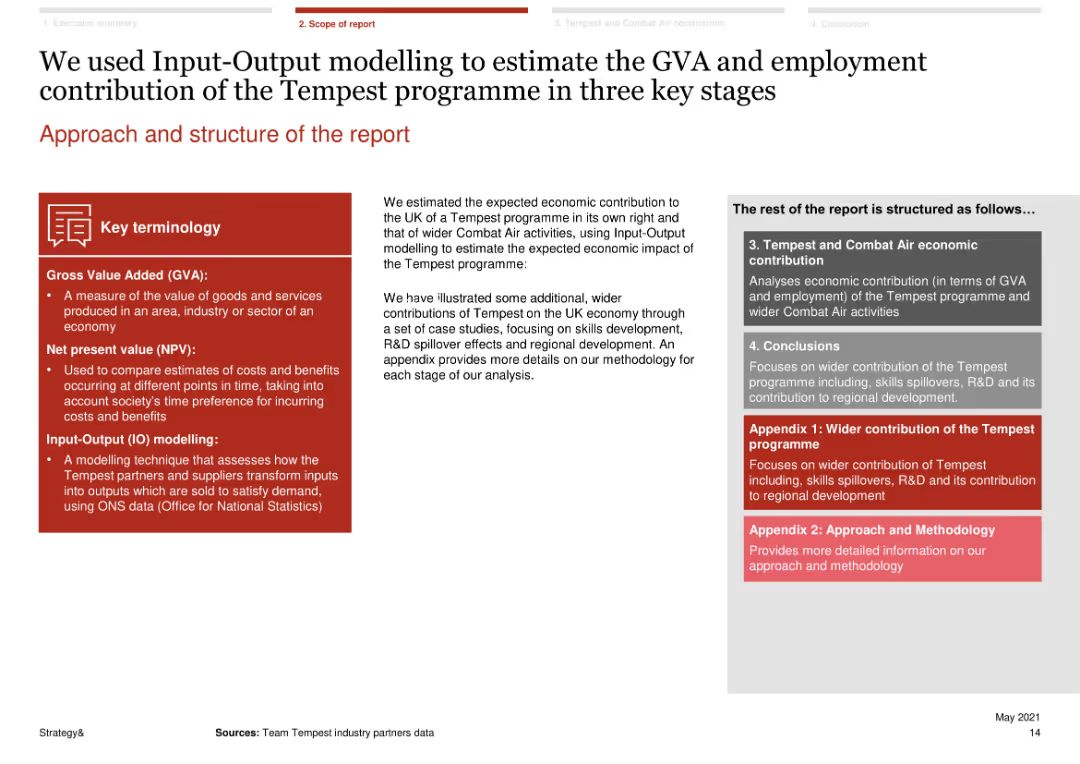 1. Executive summary
2. Scope of report
3. Tempest and Combat Air
4. Conclusion
We used Input-Output modelling to estimate the GVA and employment
contribution of the Tempest programme in three key stages
Approach and structure of the report
Key terminology
Gross Value Added (GVA):
• A measure of the value of goods and services
produced in an area, industry or sector of an
economy
Net present value (NPV):
• Used to compare estimates of costs and benefits
occurring at different points in time, taking into
account society's time preference for incurring
costs and benefits
Input-Output (IO) modelling:
• A modelling technique that assesses how the
Tempest partners and suppliers transform inputs
into outputs which are sold to satisfy demand,
using ONS data (Office for National Statistics)
We estimated the expected economic contribution to
the UK of a Tempest programme in its own right and
that of wider Combat Air activities, using Input-Output
modelling to estimate the expected economic impact of
the Tempest programme:
We have illustrated some additional, wider
contributions of Tempest on the UK economy through
a set of case studies, focusing on skills development,
R&D spillover effects and regional development. An
appendix provides more details on our methodology for
each stage of our analysis.
The rest of the report is structured as follows…
3. Tempest and Combat Air economic
contribution
Analyses economic contribution (in terms of GVA
and employment) of the Tempest programme and
wider Combat Air activities
4. Conclusions
Focuses on wider contribution of the Tempest
programme including, skills spillovers, R&D and its
contribution to regional development.
Appendix 1: Wider contribution of the Tempest
programme
Focuses on wider contribution of Tempest
including, skills spillovers, R&D and its contribution
to regional development
Appendix 2: Approach and Methodology
Provides more detailed information on our
approach and methodology
May 2021
Strategy&
Sources: Team Tempest industry partners data
14